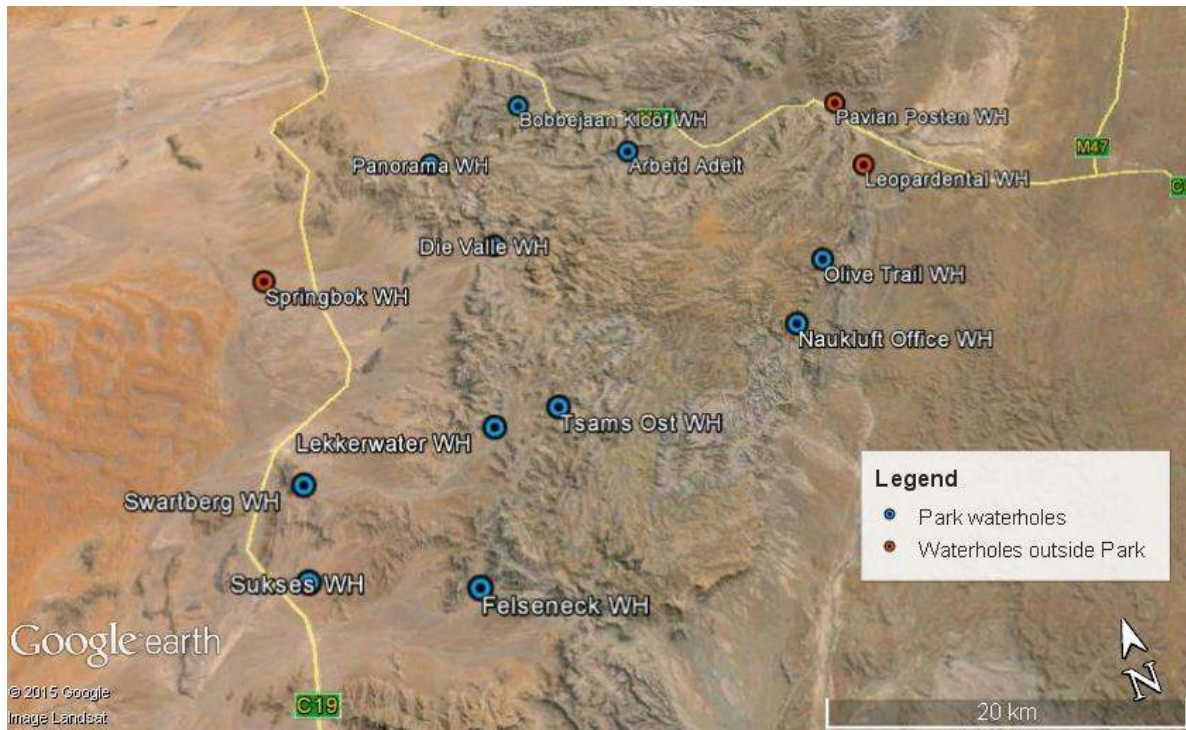 Bobbejaan Kloof WH
Pavian Posten WH
M47
Panorama WH
Arbeid Adelt
Leopardental WH
Die Valle WH
Olive Trail WH
Springbok WH
Naukluft Office WH
Tsams Ost WH
Lekkerwater WH
Swartberg WH
Sukses WH
Felseneck WH
Legend
Park waterholes
Waterholes outside Park
Google earth
© 2015 Google
Image Landsat
C19
N
20 km